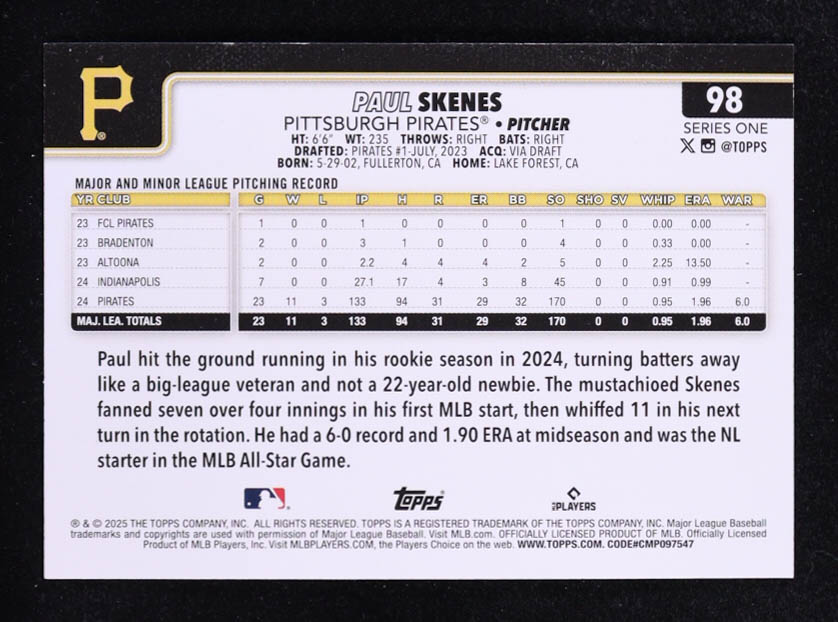 P
98
PAUL SKENES
PITTSBURGH PIRATES® • PITCHER
SERIES ONE
HT: 6'6" WT: 235 THROWS: RIGHT BATS: RIGHT
@TOPPS
DRAFTED: PIRATES #1-JULY, 2023 ACQ: VIA DRAFT
BORN: 5-29-02, FULLERTON, CA HOME: LAKE FOREST, CA
MAJOR AND MINOR LEAGUE PITCHING RECORD
YR CLUB G W L IP H R ER BB SO SHO SV WHIP ERA WAR
23 FCL PIRATES 1 0 0 1 0 0 0 0 1 0 0 0.00 0.00 -
23 BRADENTON 2 0 0 3 1 0 0 0 4 0 0 0.33 0.00 -
23 ALTOONA 2 0 0 2.2 4 4 4 2 5 0 0 2.25 13.50 -
24 INDIANAPOLIS 7 0 0 27.1 17 4 3 8 45 0 0 0.91 0.99 -
24 PIRATES 23 11 3 133 94 31 29 32 170 0 0 0.95 1.96 6.0
MAJ. LEA. TOTALS 23 11 3 133 94 31 29 32 170 0 0 0.95 1.96 6.0
Paul hit the ground running in his rookie season in 2024, turning batters away
like a big-league veteran and not a 22-year-old newbie. The mustachioed Skenes
fanned seven over four innings in his first MLB start, then whiffed 11 in his next
turn in the rotation. He had a 6-0 record and 1.90 ERA at midseason and was the NL
starter in the MLB All-Star Game.
topps
PLAYERS
® & © 2025 THE TOPPS COMPANY, INC. ALL RIGHTS RESERVED. TOPPS IS A REGISTERED TRADEMARK OF THE TOPPS COMPANY, INC. Major League Baseball
trademarks and copyrights are used with permission of Major League Baseball. Visit MLB.com. OFFICIALLY LICENSED PRODUCT OF MLB. Officially Licensed
Product of MLB Players, Inc. Visit MLBPLAYERS.COM, the Players Choice on the web. WWW.TOPPS.COM. CODE#CMP097547